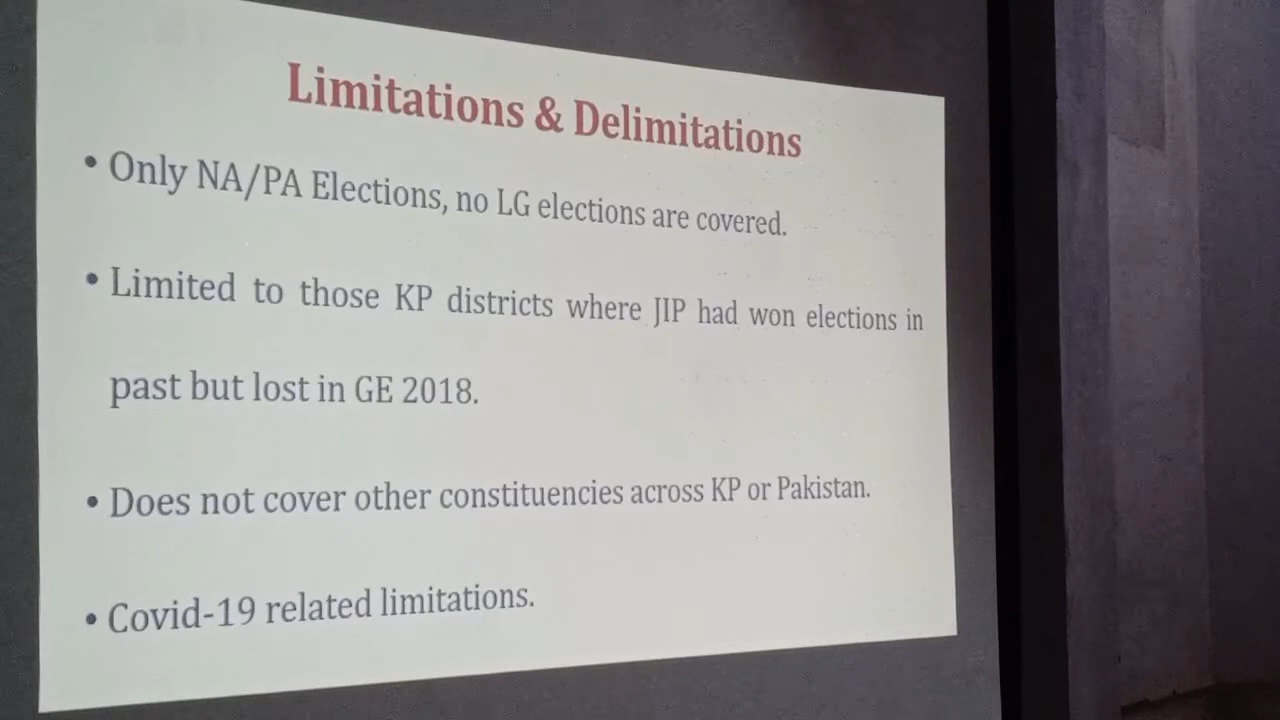 Limitations & Delimitations
• Only NA/PA Elections, no LG elections are covered.
• Limited to those KP districts where JIP had won elections in
past but lost in GE 2018.
• Does not cover other constituencies across KP or Pakistan.
• Covid-19 related limitations.